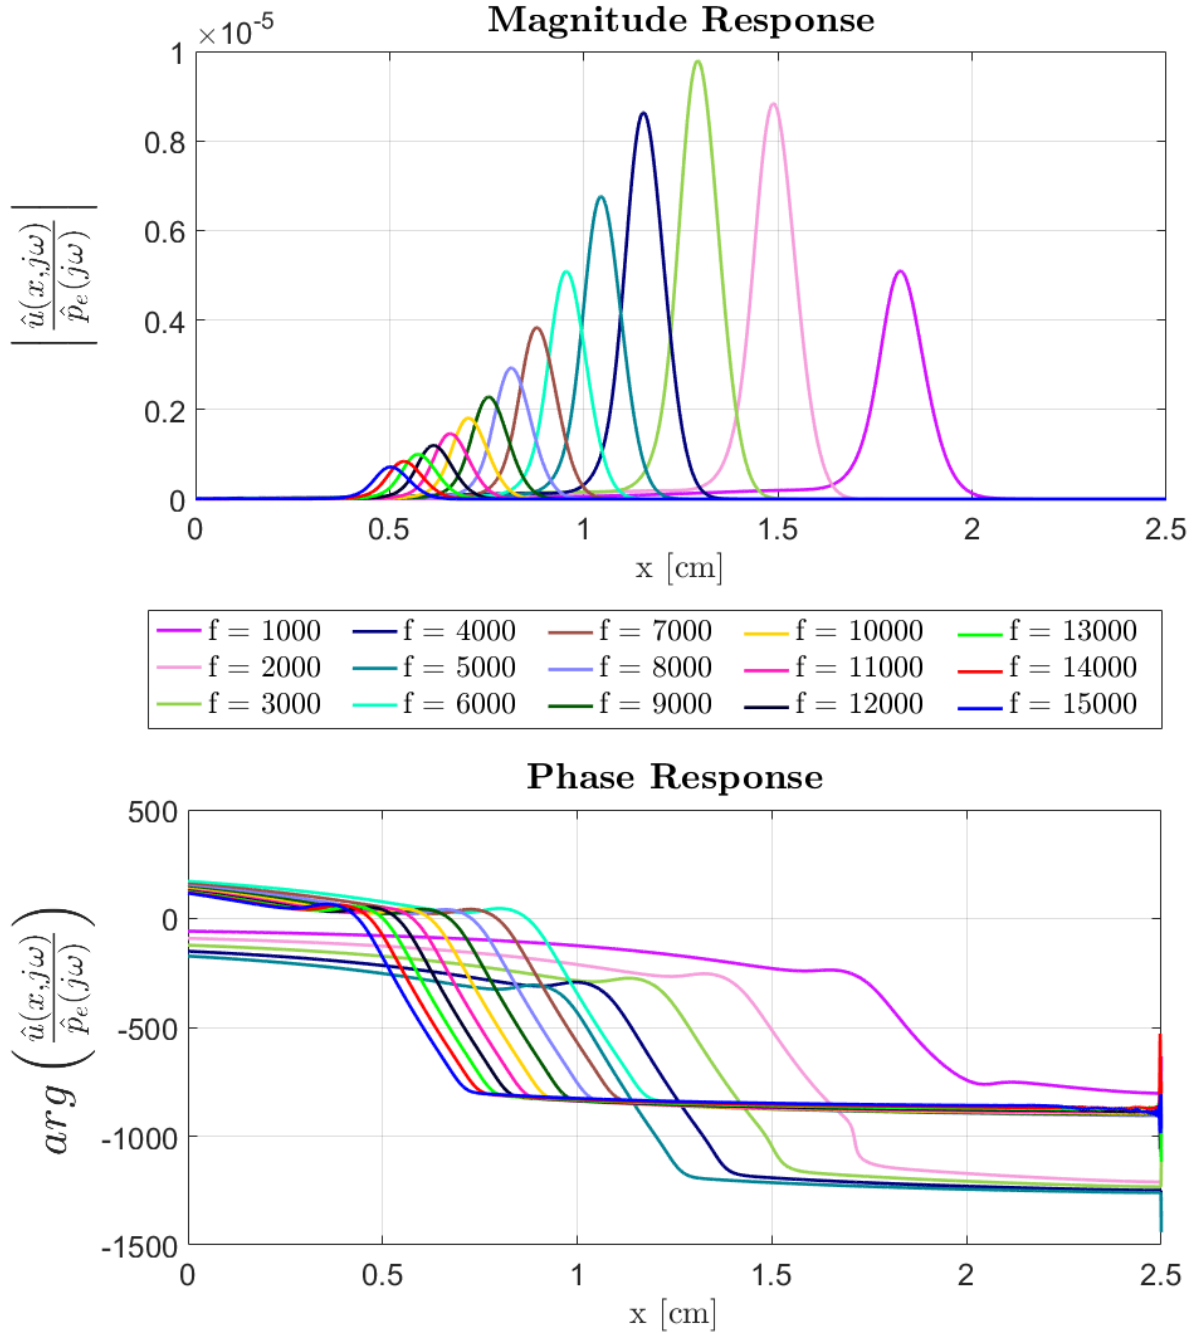 Magnitude Response
×10^-5
1
0.8
0.6
0.4
0.2
0
|û(x,jω)/p̂_e(jω)|
0 0.5 1 1.5 2 2.5
x [cm]
f = 1000 f = 4000 f = 7000 f = 10000 f = 13000
f = 2000 f = 5000 f = 8000 f = 11000 f = 14000
f = 3000 f = 6000 f = 9000 f = 12000 f = 15000
Phase Response
500
0
-500
-1000
-1500
arg(û(x,jω)/p̂_e(jω))
0 0.5 1 1.5 2 2.5
x [cm]